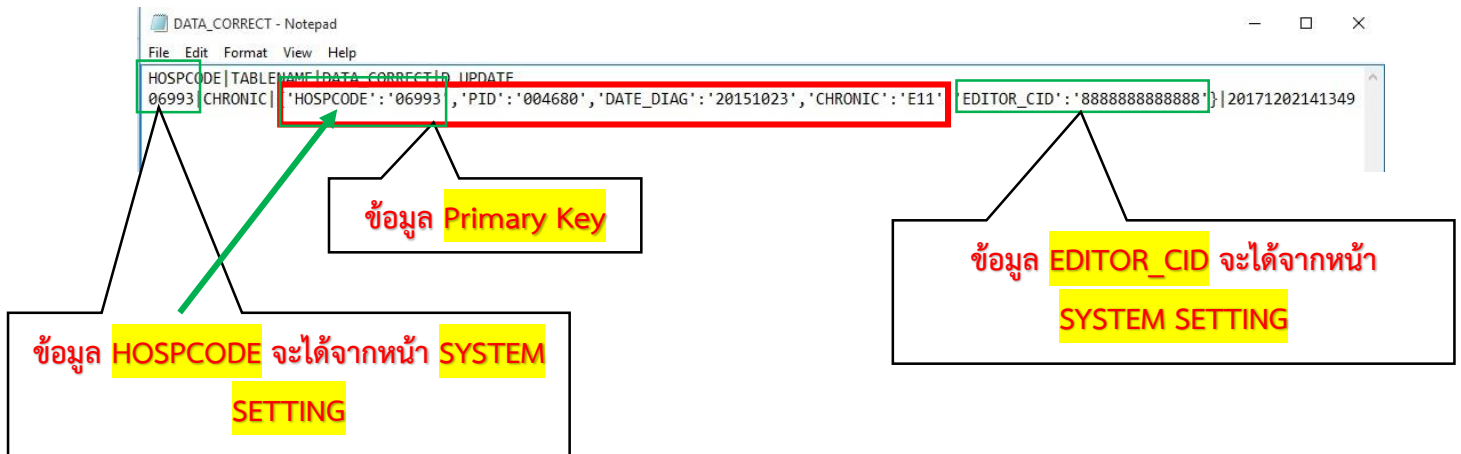 DATA_CORRECT - Notepad
File Edit Format View Help
HOSPCODE|TABLENAME|DATA_CORRECT|D_UPDATE
06993|CHRONIC|{'HOSPCODE':'06993','PID':'004680','DATE_DIAG':'20151023','CHRONIC':'E11','EDITOR_CID':'8888888888888'}|20171202141349
ข้อมูล Primary Key
ข้อมูล EDITOR_CID จะได้จากหน้า
SYSTEM SETTING
ข้อมูล HOSPCODE จะได้จากหน้า SYSTEM
SETTING